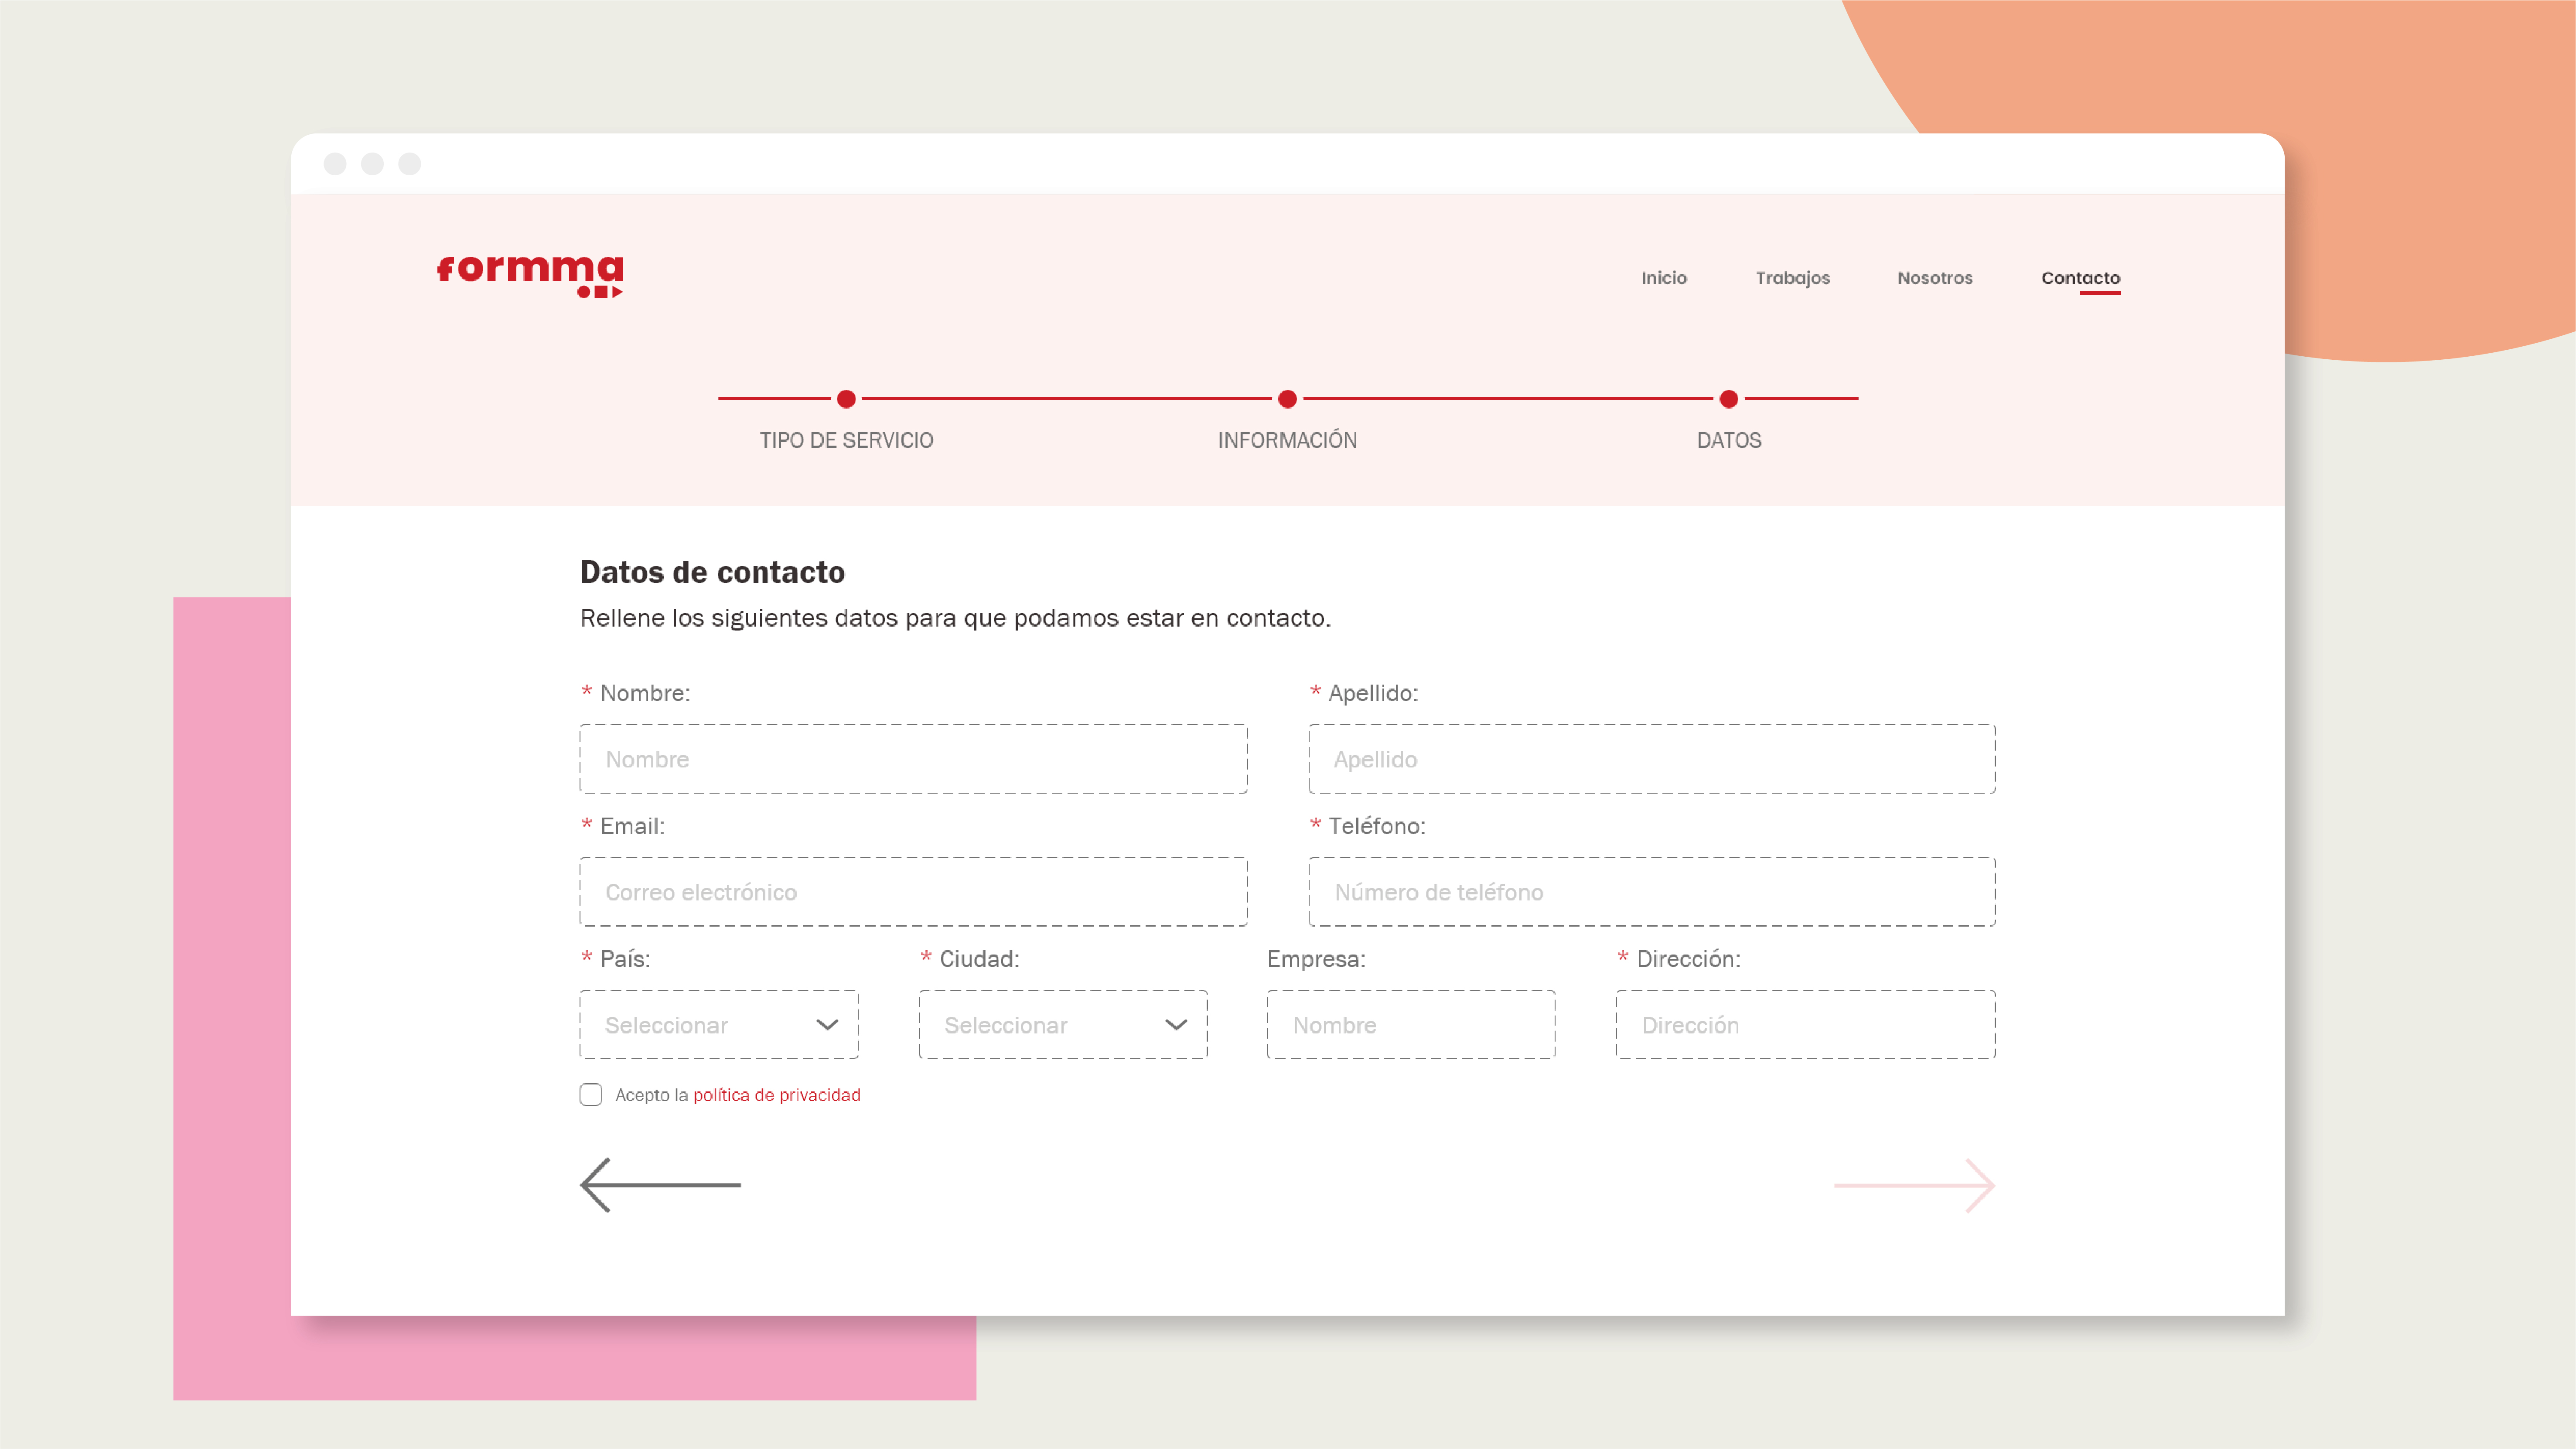 formma
Inicio Trabajos Nosotros Contacto
TIPO DE SERVICIO INFORMACIÓN DATOS
Datos de contacto
Rellene los siguientes datos para que podamos estar en contacto.
* Nombre: * Apellido:
Nombre Apellido
* Email: * Teléfono:
Correo electrónico Número de teléfono
* País: * Ciudad: Empresa: * Dirección:
Seleccionar Seleccionar Nombre Dirección
Acepto la política de privacidad